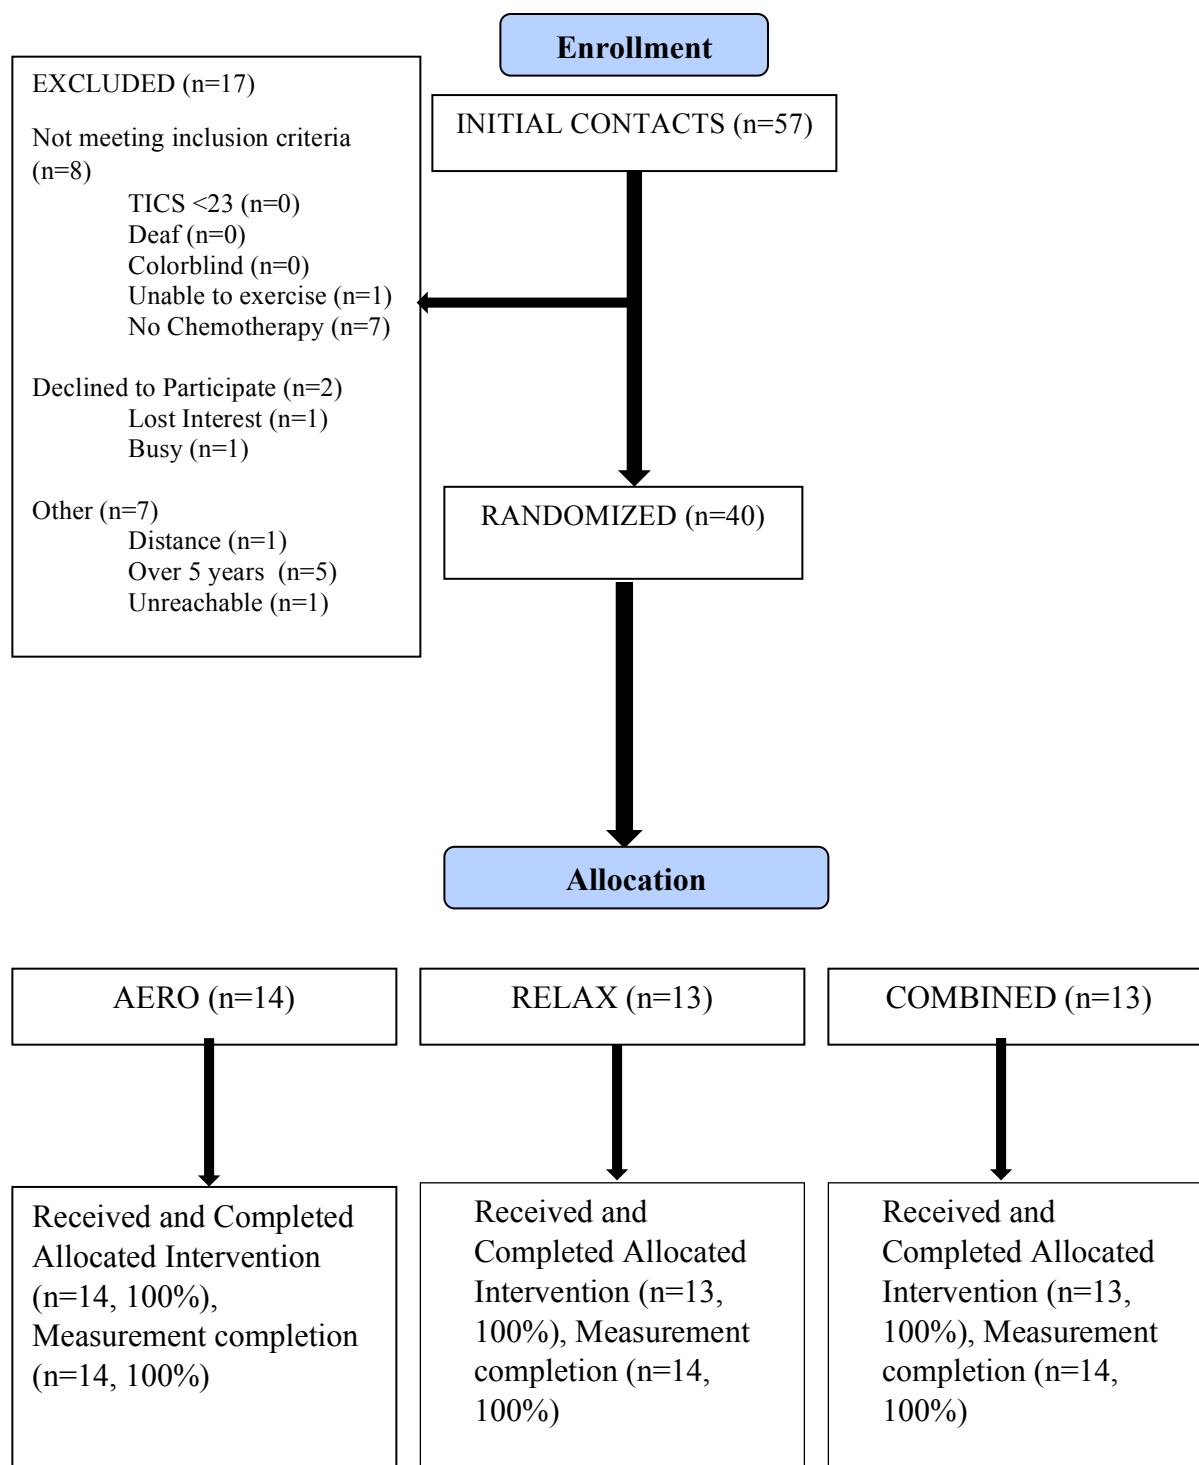 Enrollment
EXCLUDED (n=17)
Not meeting inclusion criteria
(n=8)
TICS <23 (n=0)
Deaf (n=0)
Colorblind (n=0)
Unable to exercise (n=1)
No Chemotherapy (n=7)
Declined to Participate (n=2)
Lost Interest (n=1)
Busy (n=1)
Other (n=7)
Distance (n=1)
Over 5 years (n=5)
Unreachable (n=1)
INITIAL CONTACTS (n=57)
RANDOMIZED (n=40)
Allocation
AERO (n=14)
RELAX (n=13)
COMBINED (n=13)
Received and Completed
Allocated Intervention
(n=14, 100%),
Measurement completion
(n=14, 100%)
Received and
Completed Allocated
Intervention (n=13,
100%), Measurement
completion (n=14,
100%)
Received and
Completed Allocated
Intervention (n=13,
100%), Measurement
completion (n=14,
100%)